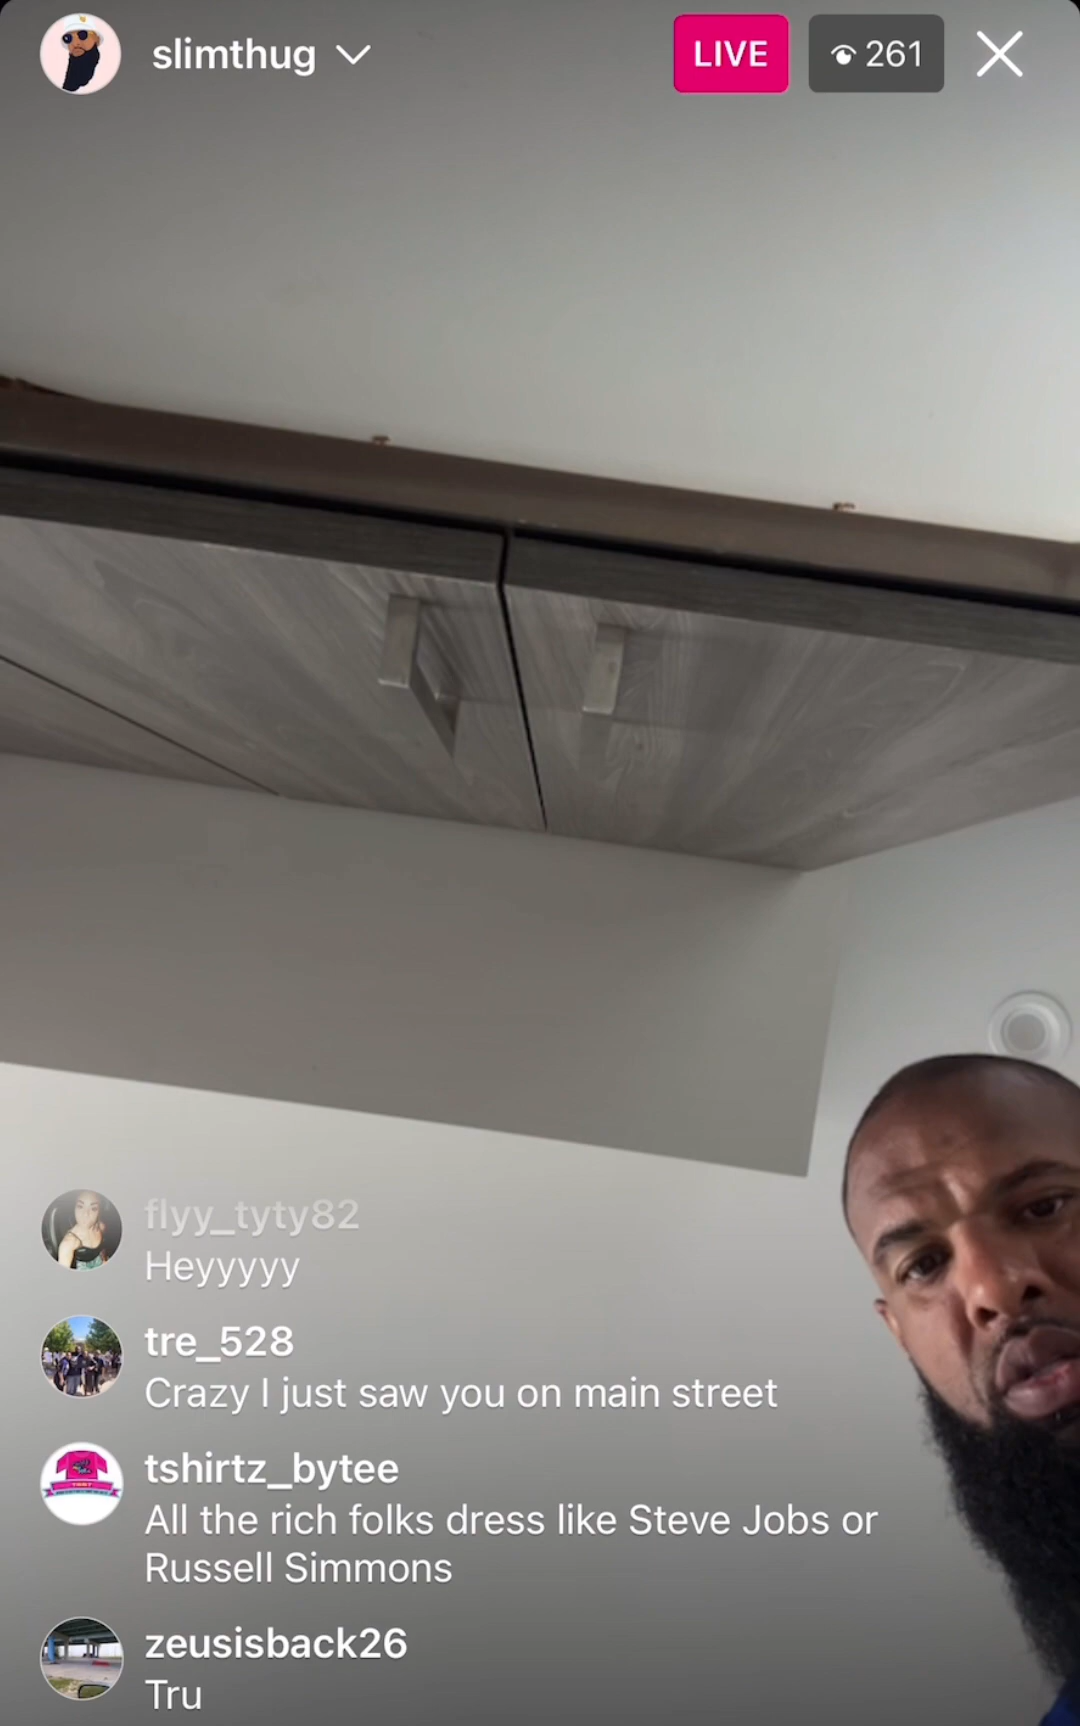 slimthug
LIVE
261
flyy_tyty82
Heyyyyy
tre_528
Crazy I just saw you on main street
tshirtz_bytee
All the rich folks dress like Steve Jobs or
Russell Simmons
zeusisback26
Tru